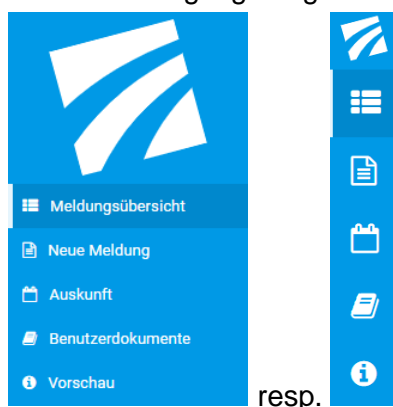 Meldungsübersicht
Neue Meldung
Auskunft
Benutzerdokumente
Vorschau
resp.